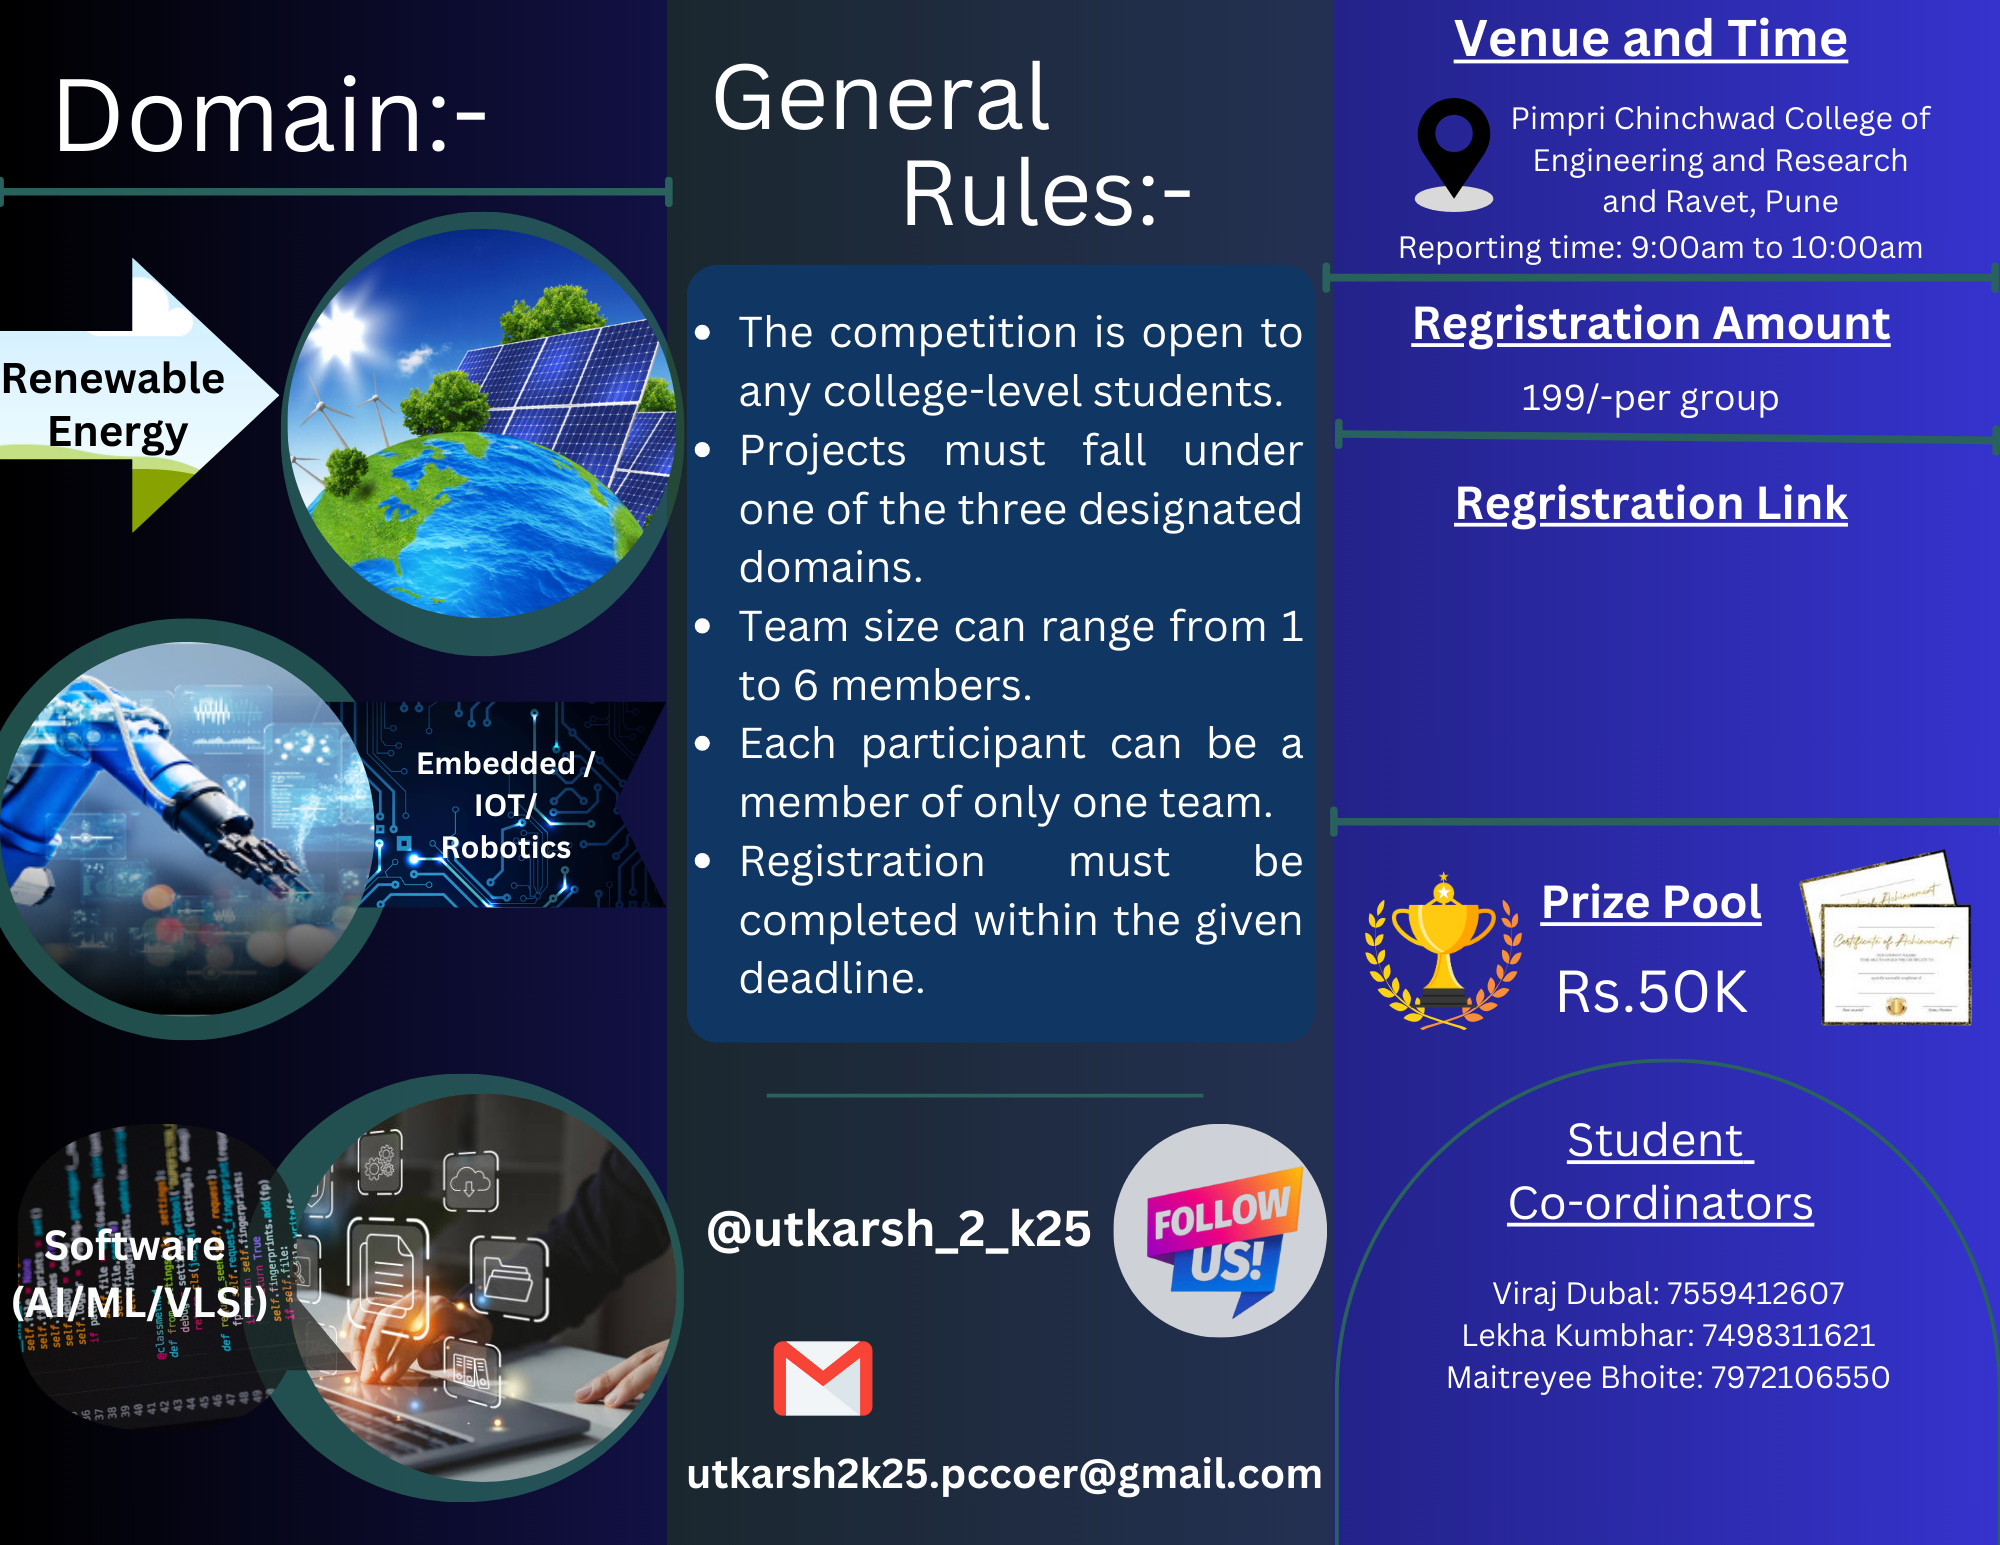 Domain:-
Renewable
Energy
Embedded /
IOT/
Robotics
Software
(AI/ML/VLSI)
General
Rules:-
• The competition is open to
any college-level students.
• Projects must fall under
one of the three designated
domains.
• Team size can range from 1
to 6 members.
• Each participant can be a
member of only one team.
• Registration must be
completed within the given
deadline.
@utkarsh_2_k25
FOLLOW
US!
utkarsh2k25.pccoer@gmail.com
Venue and Time
Pimpri Chinchwad College of
Engineering and Research
and Ravet, Pune
Reporting time: 9:00am to 10:00am
Regristration Amount
199/-per group
Regristration Link
Prize Pool
Rs.50K
Certificate of Achievement
Student
Co-ordinators
Viraj Dubal: 7559412607
Lekha Kumbhar: 7498311621
Maitreyee Bhoite: 7972106550